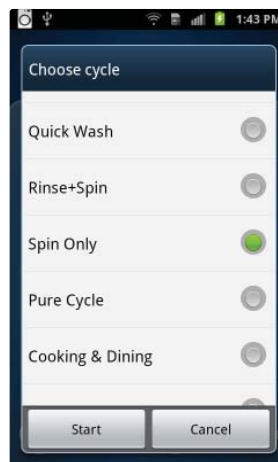 1:43 PM
Choose cycle
Quick Wash
Rinse+Spin
Spin Only
Pure Cycle
Cooking & Dining
Start Cancel